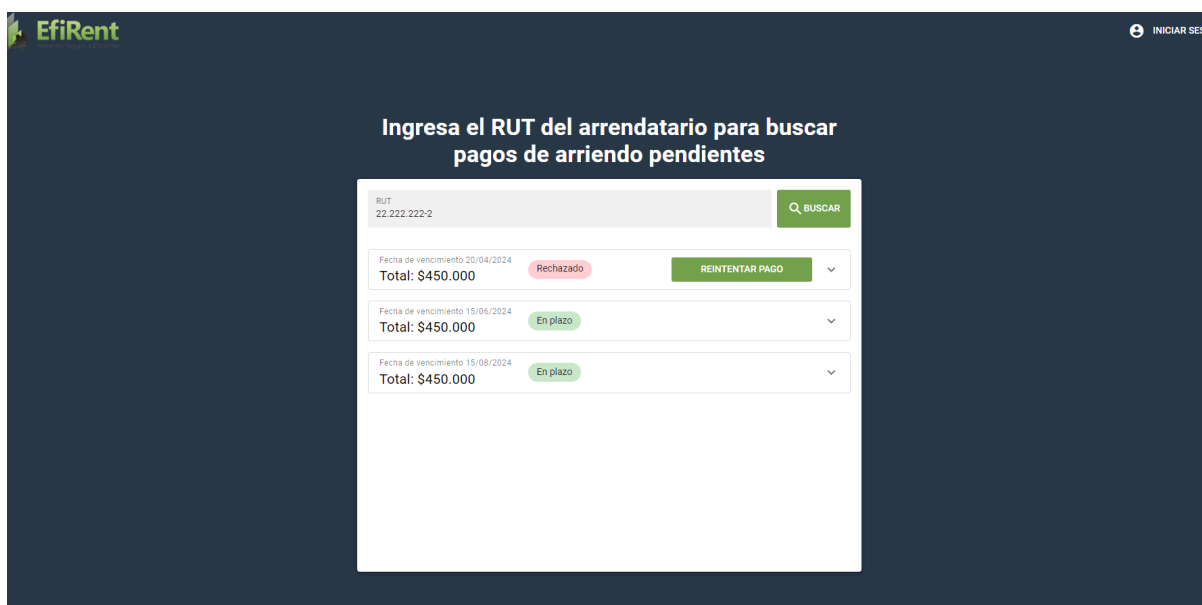 EfiRent
INICIAR SES
Ingresa el RUT del arrendatario para buscar
pagos de arriendo pendientes
RUT
22.222.222-2
BUSCAR
Fecha de vencimiento 20/04/2024
Total: $450.000
Rechazado
REINTENTAR PAGO
Fecha de vencimiento 15/06/2024
Total: $450.000
En plazo
Fecha de vencimiento 15/08/2024
Total: $450.000
En plazo